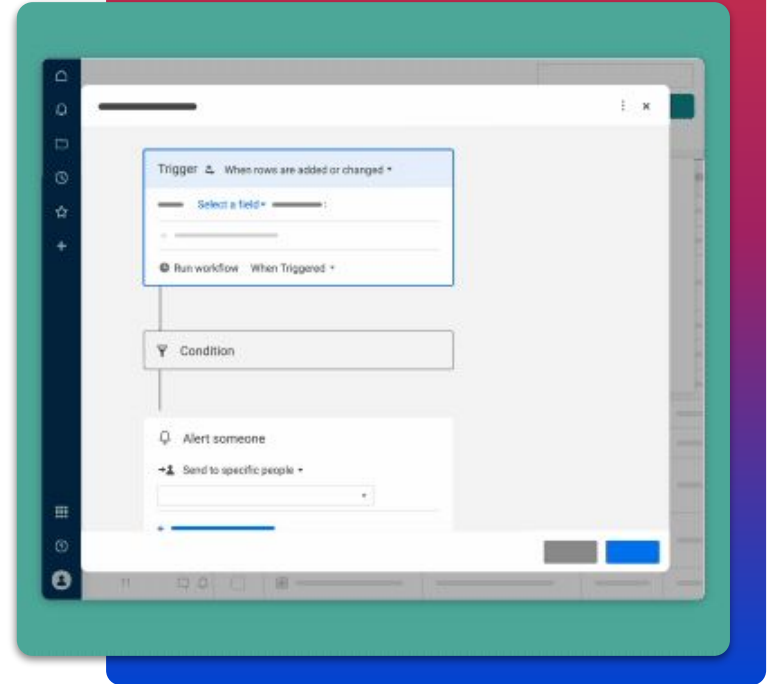 Trigger When rows are added or changed
Select a field
:
Run workflow When Triggered
Condition
Alert someone
Send to specific people
11